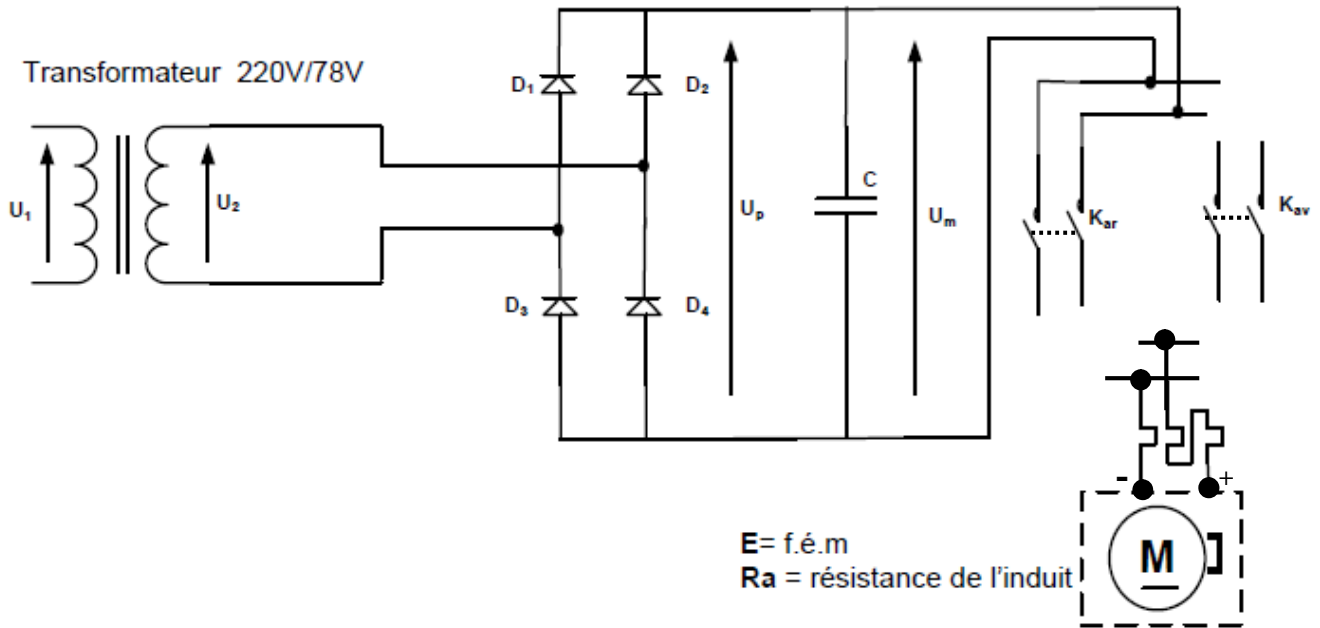 Transformateur 220V/78V
U1
U2
D1
D2
D3
D4
Up
C
Um
Kar
Kav
- +
E= f.é.m
Ra = résistance de l'induit
M